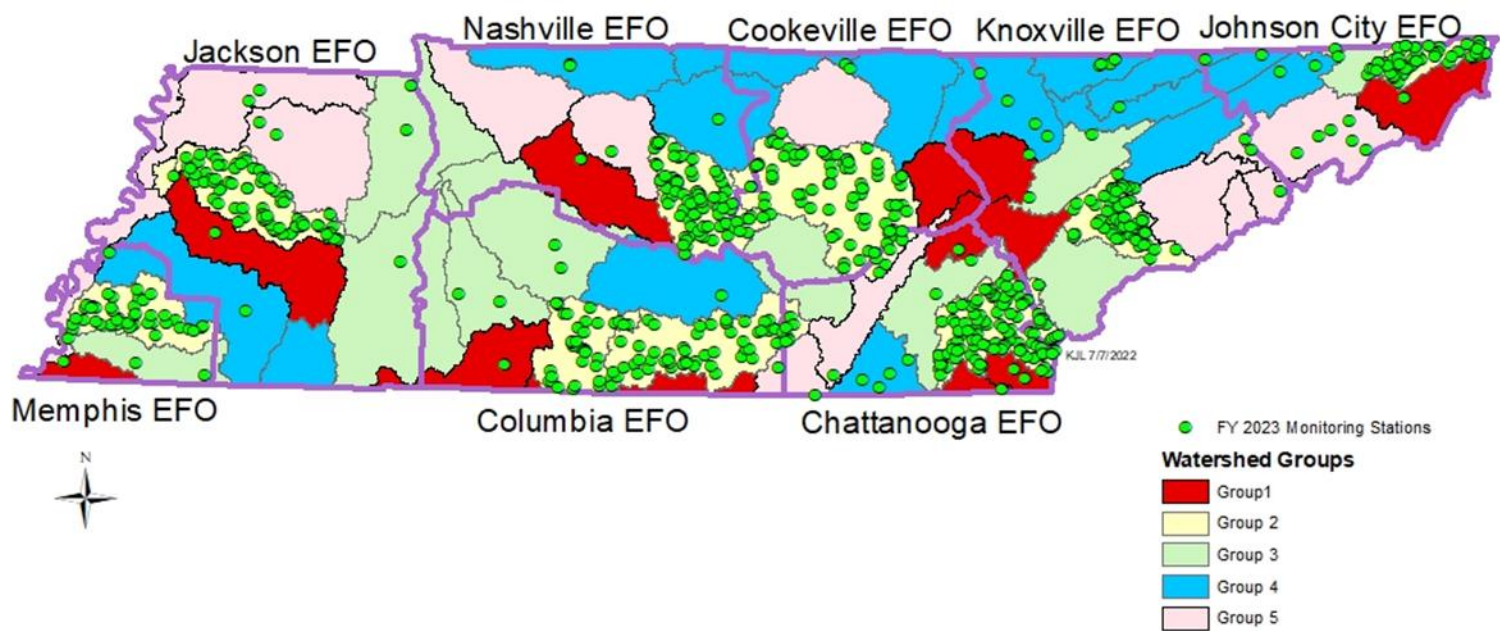 Nashville EFO
Cookeville EFO
Knoxville EFO
Johnson City EFO
Jackson EFO
KJL 7/7/2022
Memphis EFO
Columbia EFO
Chattanooga EFO
FY 2023 Monitoring Stations
N
Watershed Groups
Group1
Group 2
Group 3
Group 4
Group 5